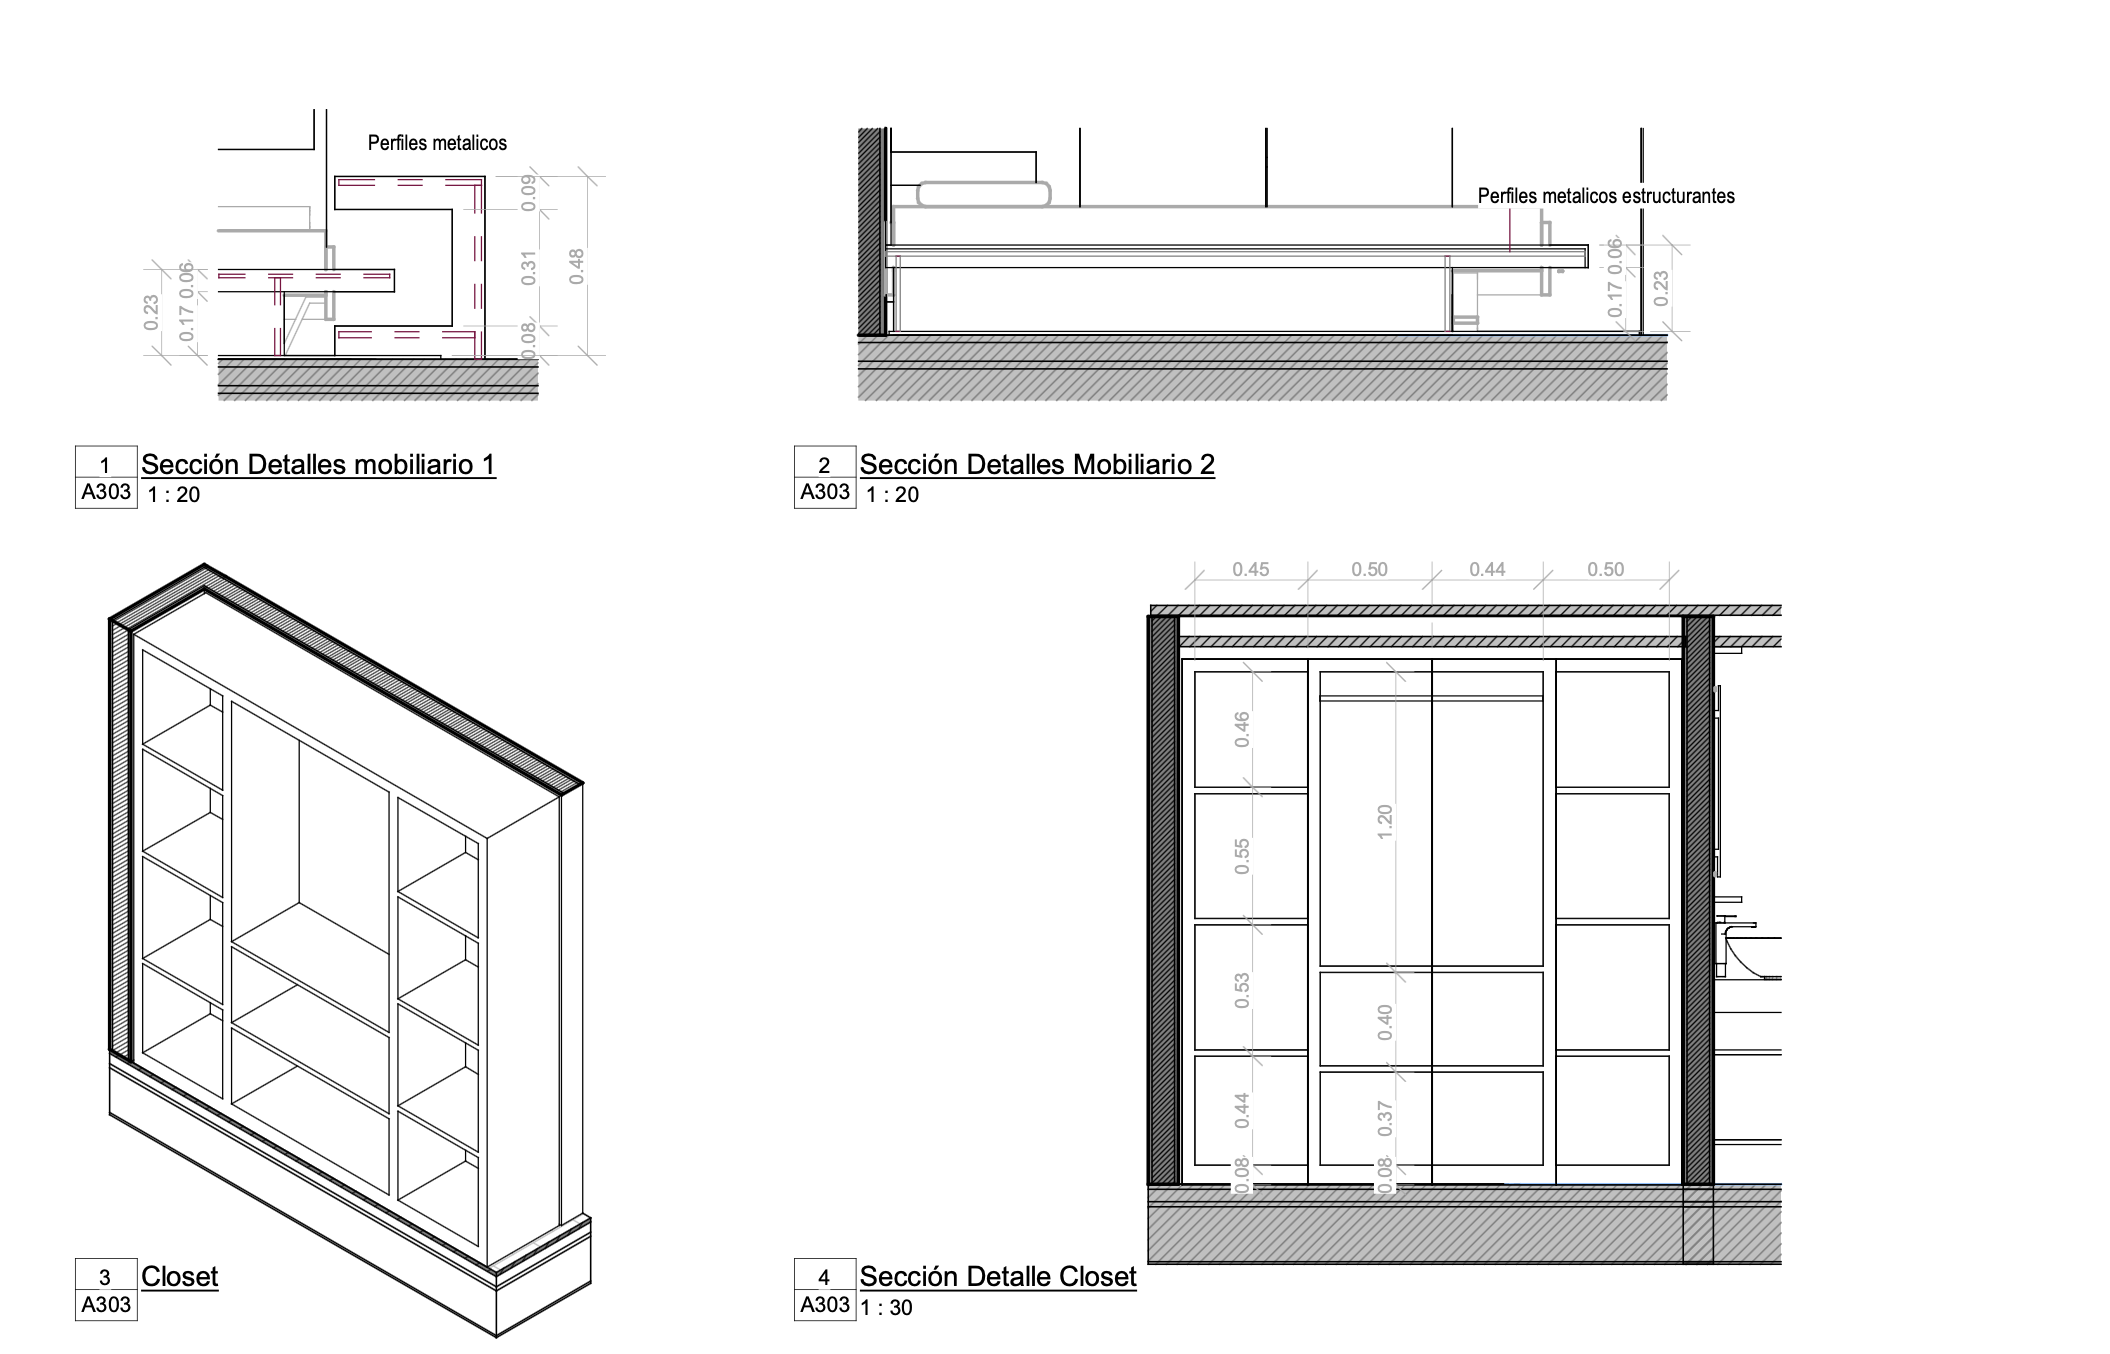 Perfiles metalicos
0.09
0.31
0.48
0.08
0.06
0.23
0.17
1
A303
Sección Detalles mobiliario 1
1 : 20
Perfiles metalicos estructurantes
0.06
0.17
0.23
2
A303
Sección Detalles Mobiliario 2
1 : 20
3
A303
Closet
0.45 0.50 0.44 0.50
0.46
0.55
0.53
0.44
0.08
1.20
0.40
0.37
0.08
4
A303
Sección Detalle Closet
1 : 30